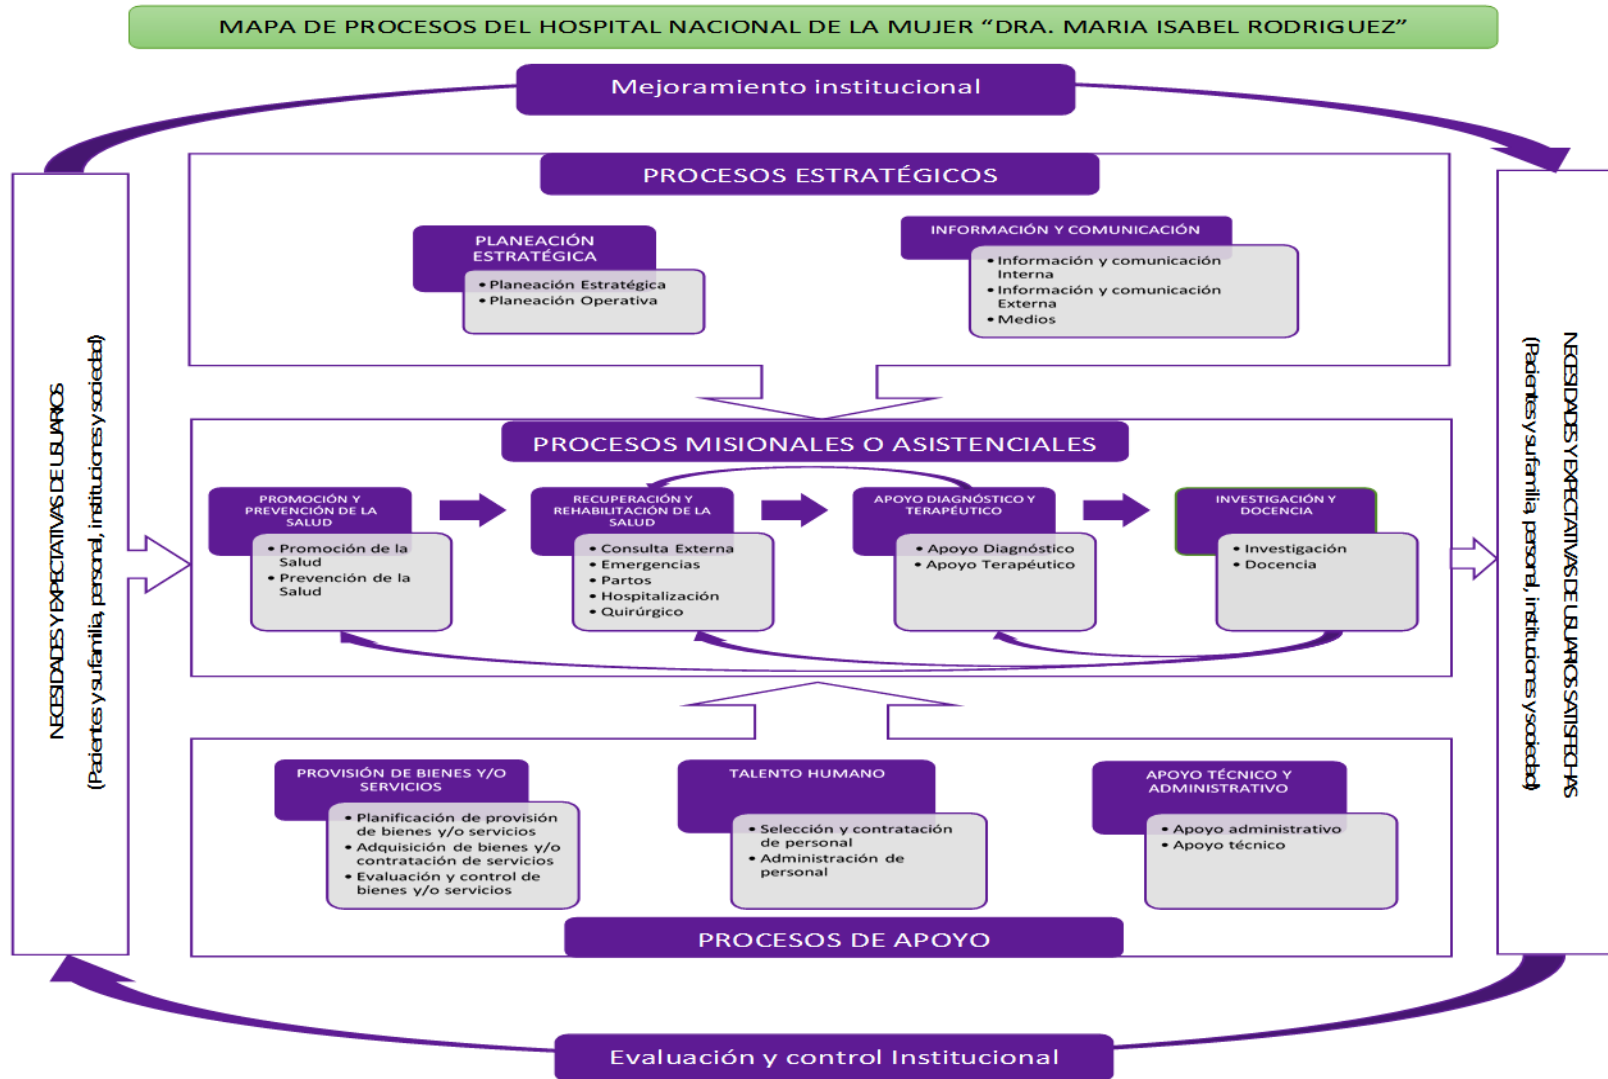 MAPA DE PROCESOS DEL HOSPITAL NACIONAL DE LA MUJER “DRA. MARIA ISABEL RODRIGUEZ”
Mejoramiento institucional
NECESIDADES Y EXPECTATIVAS DE USUARIOS
(Pacientes y su familia, personal, instituciones y sociedad)
PROCESOS ESTRATÉGICOS
PLANEACIÓN
ESTRATÉGICA
• Planeación Estratégica
• Planeación Operativa
INFORMACIÓN Y COMUNICACIÓN
• Información y comunicación
Interna
• Información y comunicación
Externa
• Medios
PROCESOS MISIONALES O ASISTENCIALES
PROMOCIÓN Y
PREVENCIÓN DE LA
SALUD
• Promoción de la
Salud
• Prevención de la
Salud
RECUPERACIÓN Y
REHABILITACIÓN DE LA
SALUD
• Consulta Externa
• Emergencias
• Partos
• Hospitalización
• Quirúrgico
APOYO DIAGNÓSTICO Y
TERAPÉUTICO
• Apoyo Diagnóstico
• Apoyo Terapéutico
INVESTIGACIÓN Y
DOCENCIA
• Investigación
• Docencia
PROVISIÓN DE BIENES Y/O
SERVICIOS
• Planificación de provisión
de bienes y/o servicios
• Adquisición de bienes y/o
contratación de servicios
• Evaluación y control de
bienes y/o servicios
TALENTO HUMANO
• Selección y contratación
de personal
• Administración de
personal
APOYO TÉCNICO Y
ADMINISTRATIVO
• Apoyo administrativo
• Apoyo técnico
PROCESOS DE APOYO
NECESIDADES Y EXPECTATIVAS DE USUARIOS SATISFECHAS
(Pacientes y su familia, personal, instituciones y sociedad)
Evaluación y control Institucional